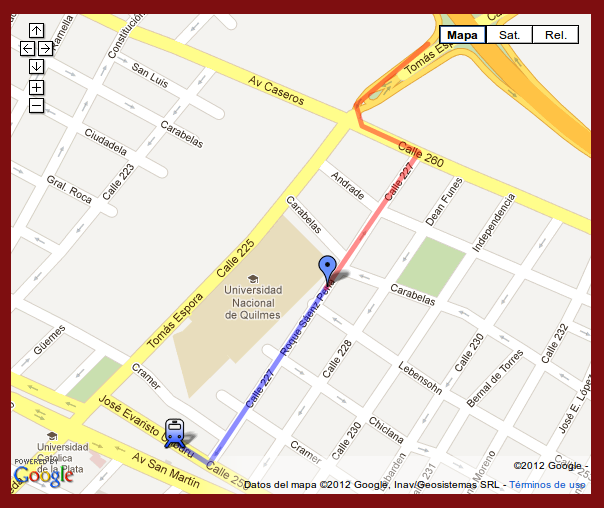 Mapa
Sat.
Rel.
Tomás Esp
Constitución
San Luis
Av Caseros
Carabelas
Ciudadela
Calle 223
Gral. Roca
Calle 260
Andrade
Calle 227
Dean Funes
Independencia
Carabelas
Calle 225
Universidad
Nacional
de Quilmes
Roque Sáenz Peña
Carabelas
Tomás Espora
Calle 228
Calle 230
Calle 232
Güemes
Lebensohn
Bernal de Torres
Cramer
Calle 227
José E. López
José Evaristo Uriburu
Chiclana
Calle 230
Universidad
Católica
de la Plata
Cramer
Av San Martín
Calle 25
231
Moreno
POWERED BY
Google
©2012 Google -
Datos del mapa ©2012 Google, Inav/Geosistemas SRL - Términos de uso